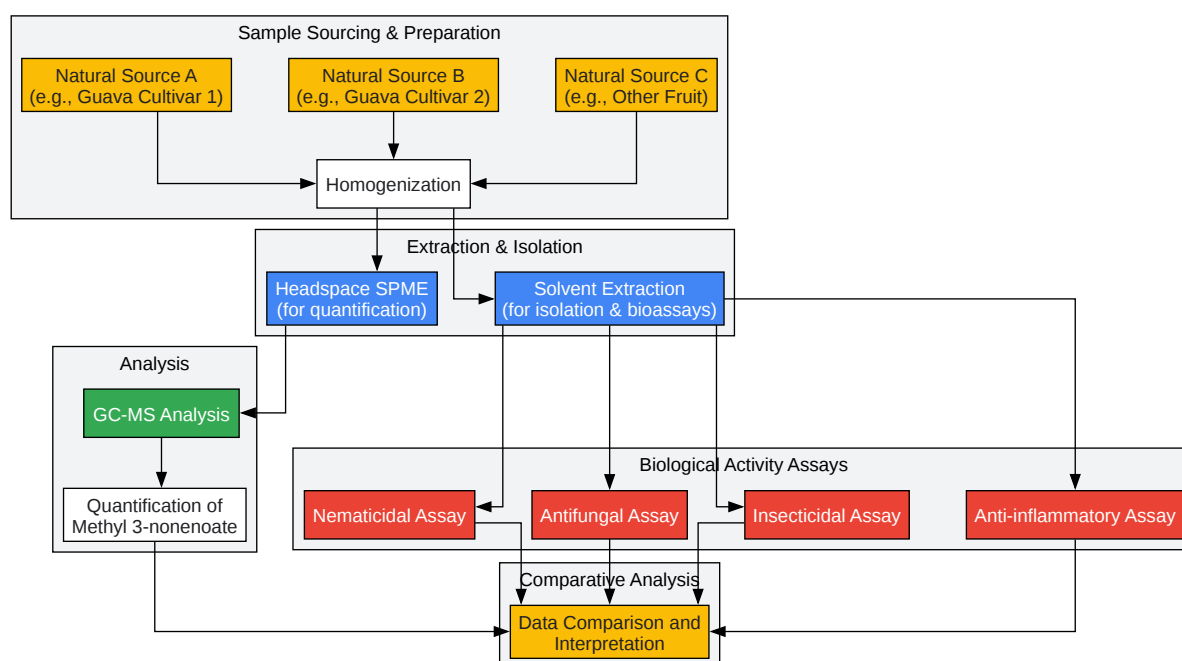 Sample Sourcing & Preparation
Natural Source A
(e.g., Guava Cultivar 1)
Natural Source B
(e.g., Guava Cultivar 2)
Natural Source C
(e.g., Other Fruit)
Homogenization
Extraction & Isolation
Headspace SPME
(for quantification)
Solvent Extraction
(for isolation & bioassays)
Analysis
GC-MS Analysis
Quantification of
Methyl 3-nonenoate
Biological Activity Assays
Nematicidal Assay
Antifungal Assay
Insecticidal Assay
Anti-inflammatory Assay
Comparative Analysis
Data Comparison and
Interpretation